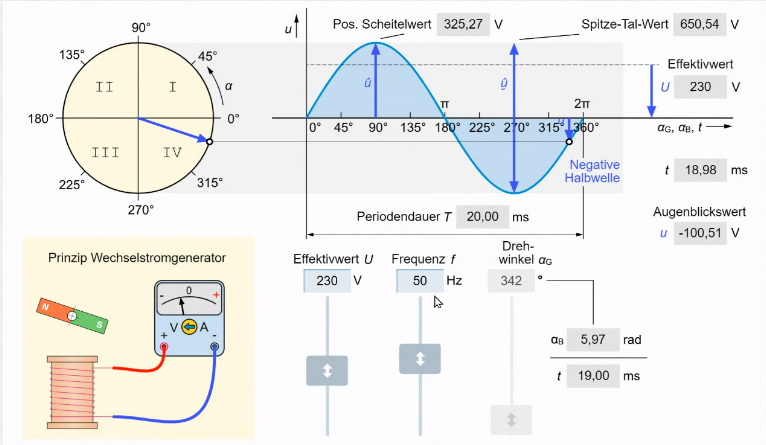 90°
135°
45°
II
I
α
180°
0°
III
IV
225°
315°
270°
u
Pos. Scheitelwert 325,27 V
Spitze-Tal-Wert 650,54 V
Effektivwert
U 230 V
û
π
2π
0° 45° 90° 135° 180° 225° 270° 315° 360°
αG, αB, t
Negative
Halbwelle
t 18,98 ms
Periodendauer T 20,00 ms
Augenblickswert
u -100,51 V
Prinzip Wechselstromgenerator
N
S
- 0 +
V A
+ -
Effektivwert U
230 V
Frequenz f
50 Hz
Dreh-
winkel αG
342 °
αB 5,97 rad
t 19,00 ms